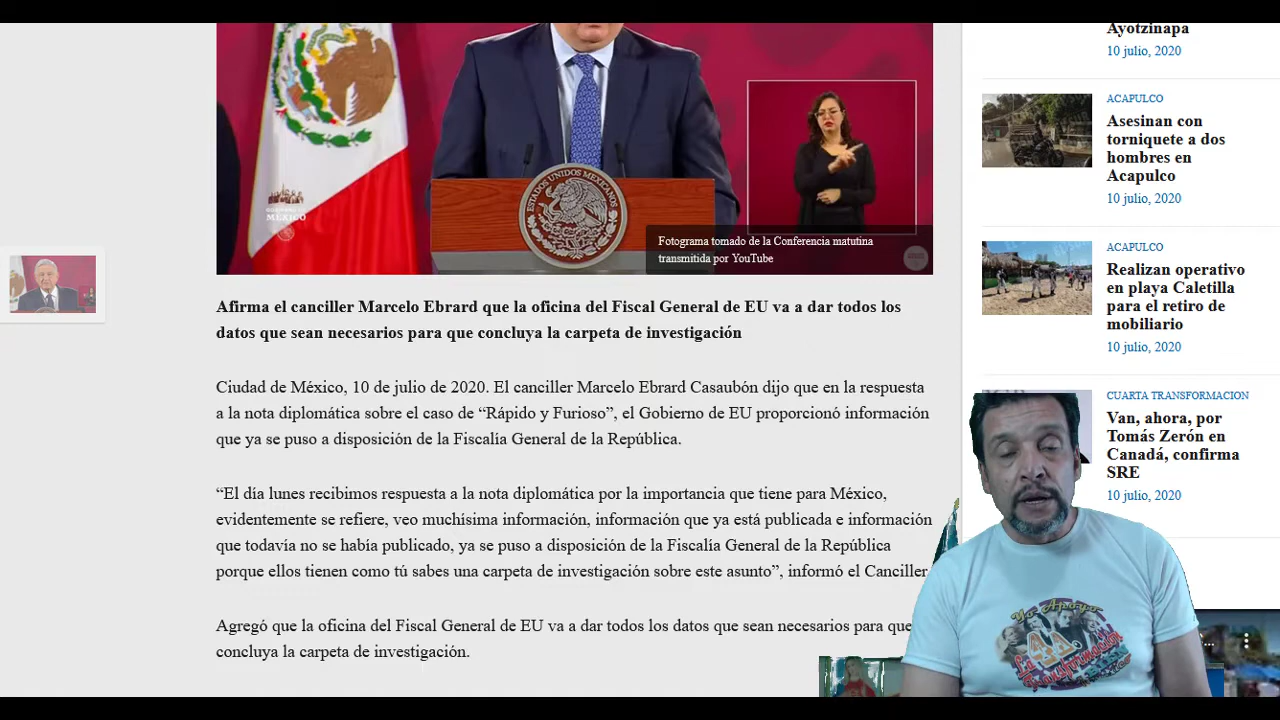 ESTADOS UNIDOS MEXICANOS
MÉXICO
Fotograma tomado de la Conferencia matutina
transmitida por YouTube
Afirma el canciller Marcelo Ebrard que la oficina del Fiscal General de EU va a dar todos los
datos que sean necesarios para que concluya la carpeta de investigación
Ciudad de México, 10 de julio de 2020. El canciller Marcelo Ebrard Casaubón dijo que en la respuesta
a la nota diplomática sobre el caso de “Rápido y Furioso”, el Gobierno de EU proporcionó información
que ya se puso a disposición de la Fiscalía General de la República.
“El día lunes recibimos respuesta a la nota diplomática por la importancia que tiene para México,
evidentemente se refiere, veo muchísima información, información que ya está publicada e información
que todavía no se había publicado, ya se puso a disposición de la Fiscalía General de la República
porque ellos tienen como tú sabes una carpeta de investigación sobre este asunto”, informó el Canciller
Agregó que la oficina del Fiscal General de EU va a dar todos los datos que sean necesarios para que
concluya la carpeta de investigación.
Ayotzinapa
10 julio, 2020
ACAPULCO
Asesinan con
torniquete a dos
hombres en
Acapulco
10 julio, 2020
ACAPULCO
Realizan operativo
en playa Caletilla
para el retiro de
mobiliario
10 julio, 2020
CUARTA TRANSFORMACION
Van, ahora, por
Tomás Zerón en
Canadá, confirma
SRE
10 julio, 2020
Yo Apoyo
La 4A
Transformación